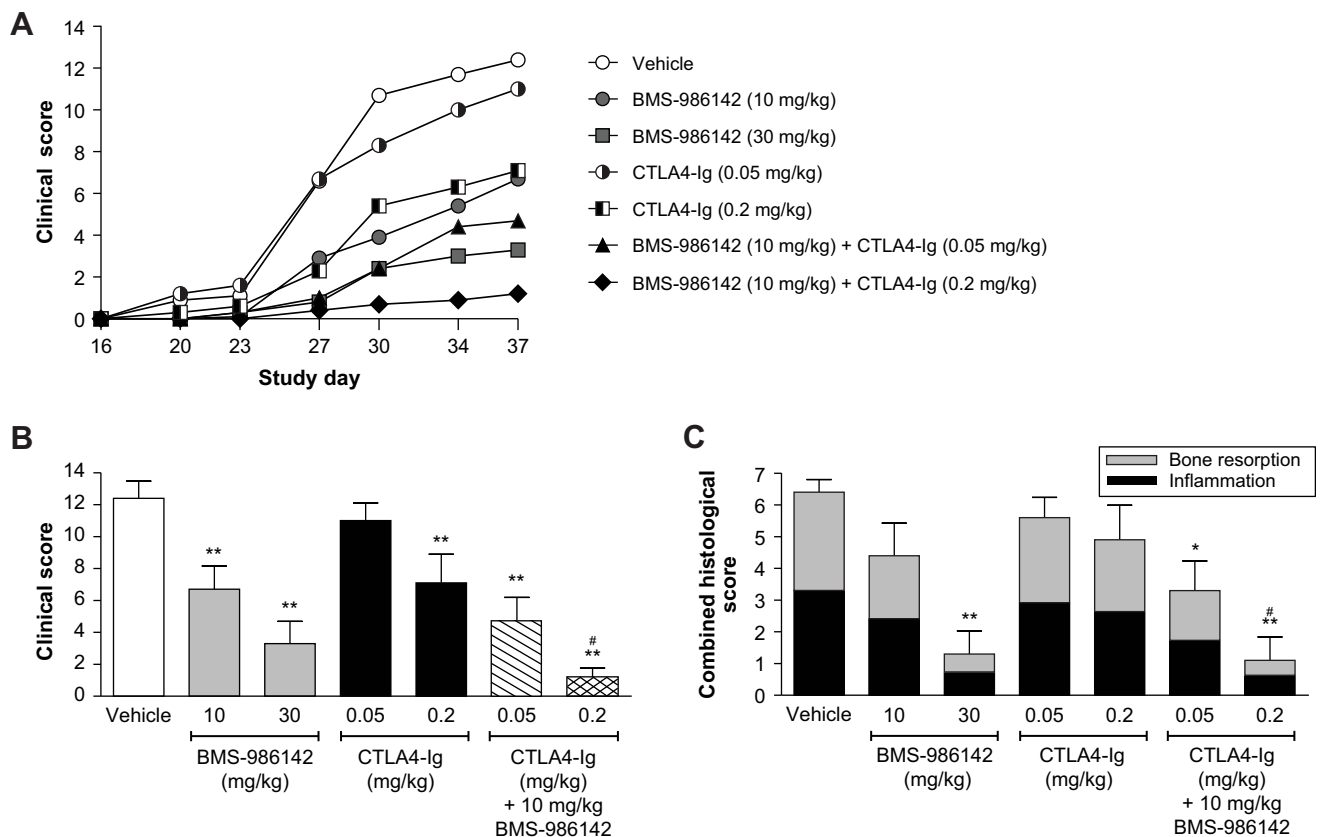 A
14
12
10
8
6
4
2
0
Clinical score
16 20 23 27 30 34 37
Study day
Vehicle
BMS-986142 (10 mg/kg)
BMS-986142 (30 mg/kg)
CTLA4-Ig (0.05 mg/kg)
CTLA4-Ig (0.2 mg/kg)
BMS-986142 (10 mg/kg) + CTLA4-Ig (0.05 mg/kg)
BMS-986142 (10 mg/kg) + CTLA4-Ig (0.2 mg/kg)
B
14
12
10
8
6
4
2
0
Clinical score
**
**
**
**
#
**
Vehicle 10 30 0.05 0.2 0.05 0.2
BMS-986142
(mg/kg)
CTLA4-Ig
(mg/kg)
CTLA4-Ig
(mg/kg)
+ 10 mg/kg
BMS-986142
C
Bone resorption
Inflammation
7
6
5
4
3
2
1
0
Combined histological
score
**
*
#
**
Vehicle 10 30 0.05 0.2 0.05 0.2
BMS-986142
(mg/kg)
CTLA4-Ig
(mg/kg)
CTLA4-Ig
(mg/kg)
+ 10 mg/kg
BMS-986142